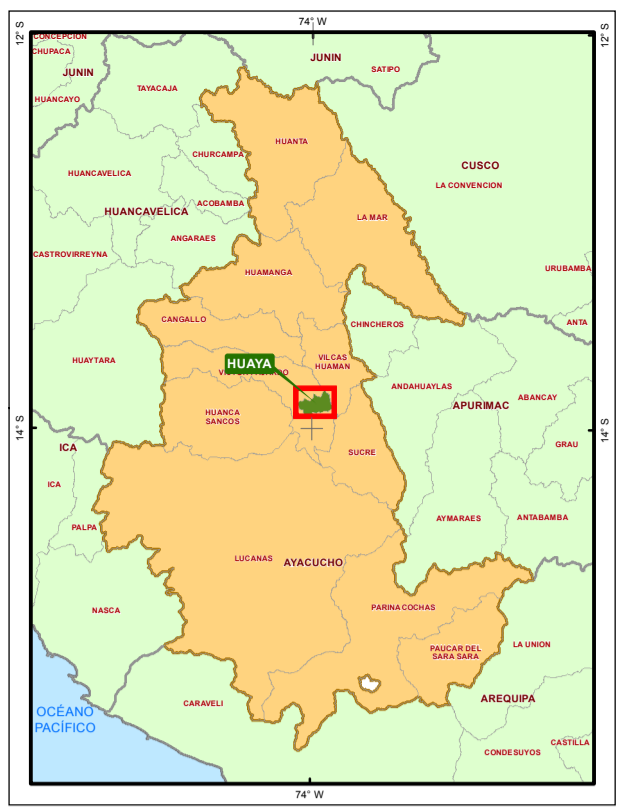 74° W
12° S
12° S
CONCEPCION
CHUPACA
JUNIN
JUNIN
SATIPO
TAYACAJA
HUANCAYO
HUANTA
CHURCAMPA
CUSCO
HUANCAVELICA
LA CONVENCION
ACOBAMBA
HUANCAVELICA
LA MAR
ANGARAES
CASTROVIRREYNA
URUBAMBA
HUAMANGA
CANGALLO
CHINCHEROS
ANTA
HUAYTARA
HUAYA
VILCAS
HUAMAN
ANDAHUAYLAS
ABANCAY
APURIMAC
HUANCA
SANCOS
14° S
14° S
ICA
GRAU
SUCRE
ICA
AYMARAES
ANTABAMBA
PALPA
LUCANAS
AYACUCHO
NASCA
PARINACOCHAS
LA UNION
PAUCAR DEL
SARA SARA
CARAVELI
AREQUIPA
OCÉANO
PACÍFICO
CASTILLA
CONDESUYOS
74° W